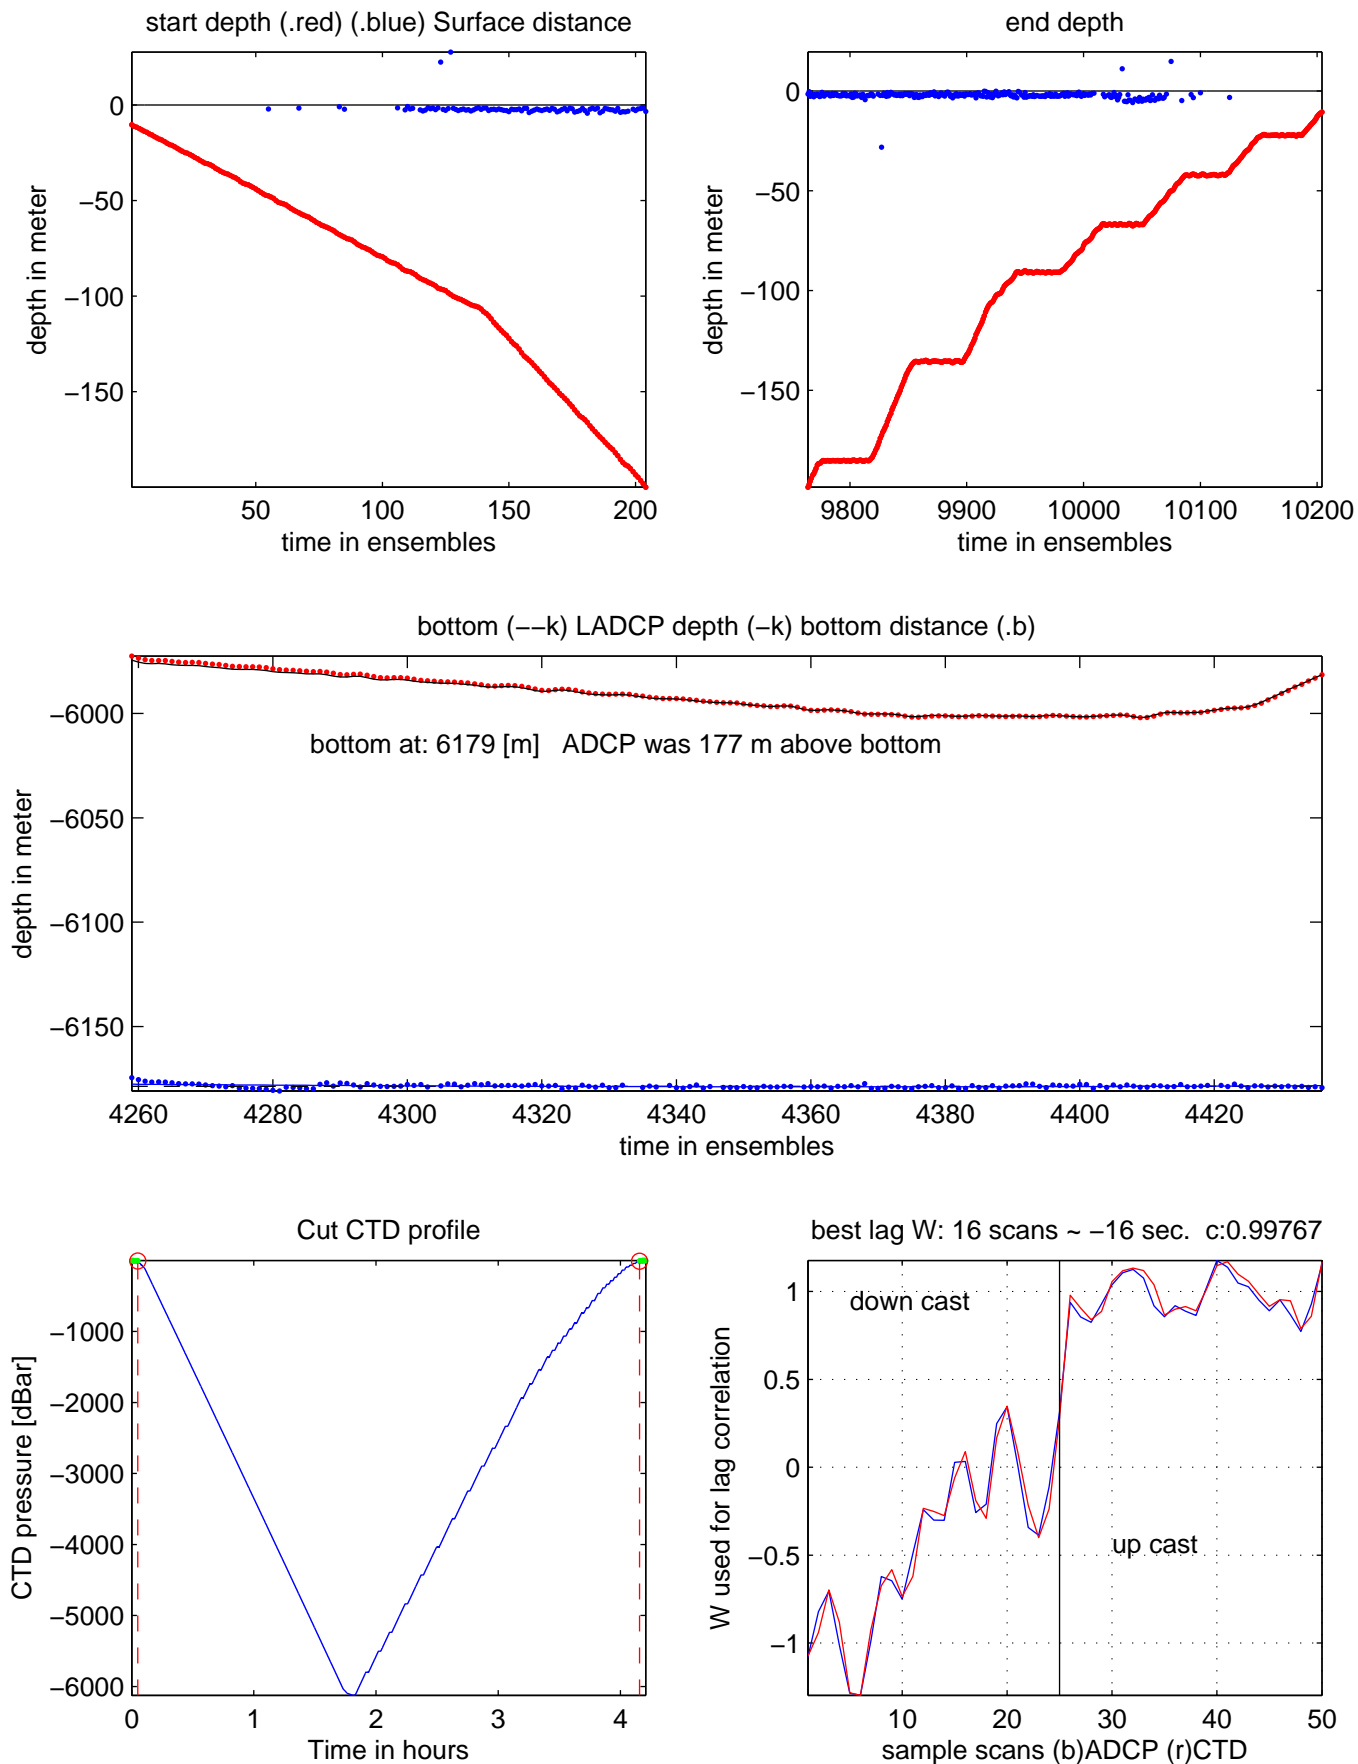 start depth (.red) (.blue) Surface distance
0
−50
−100
−150
depth in meter
50
100
150
200
time in ensembles
end depth
0
−50
−100
−150
depth in meter
9800
9900
10000
10100
10200
time in ensembles
bottom (−−k) LADCP depth (−k) bottom distance (.b)
−6000
−6050
−6100
−6150
depth in meter
bottom at: 6179 [m] ADCP was 177 m above bottom
4260
4280
4300
4320
4340
4360
4380
4400
4420
time in ensembles
Cut CTD profile
−1000
−2000
−3000
−4000
−5000
−6000
CTD pressure [dBar]
0
1
2
3
4
Time in hours
best lag W: 16 scans ~ −16 sec. c:0.99767
1
0.5
0
−0.5
−1
W used for lag correlation
down cast
up cast
10
20
30
40
50
sample scans (b)ADCP (r)CTD